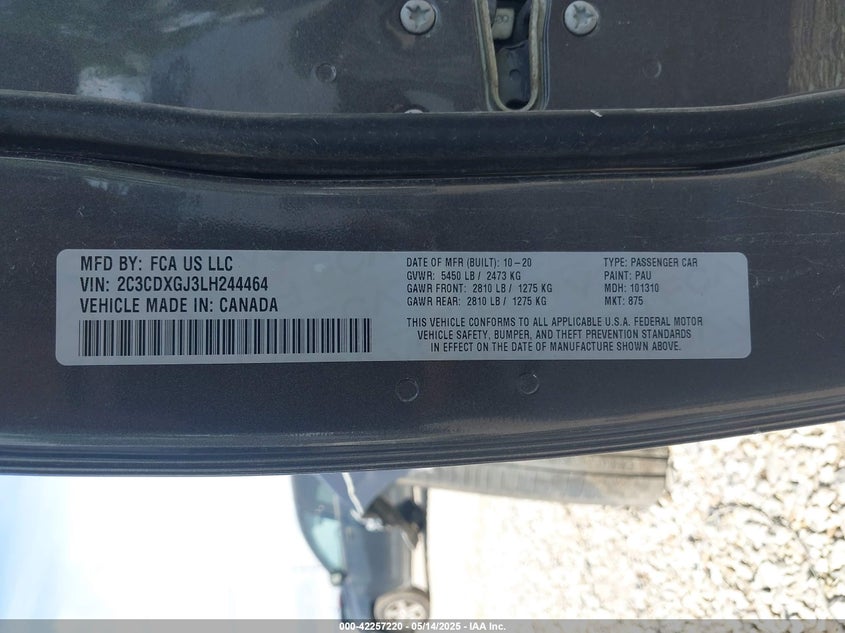 MFD BY: FCA US LLC
VIN: 2C3CDXGJ3LH244464
VEHICLE MADE IN: CANADA
DATE OF MFR (BUILT): 10-20
GVWR: 5450 LB / 2473 KG
GAWR FRONT: 2810 LB / 1275 KG
GAWR REAR: 2810 LB / 1275 KG
TYPE: PASSENGER CAR
PAINT: PAU
MDH: 101310
MKT: 875
THIS VEHICLE CONFORMS TO ALL APPLICABLE U.S.A. FEDERAL MOTOR
VEHICLE SAFETY, BUMPER, AND THEFT PREVENTION STANDARDS
IN EFFECT ON THE DATE OF MANUFACTURE SHOWN ABOVE.
000-42257220 - 05/14/2025 - IAA Inc.